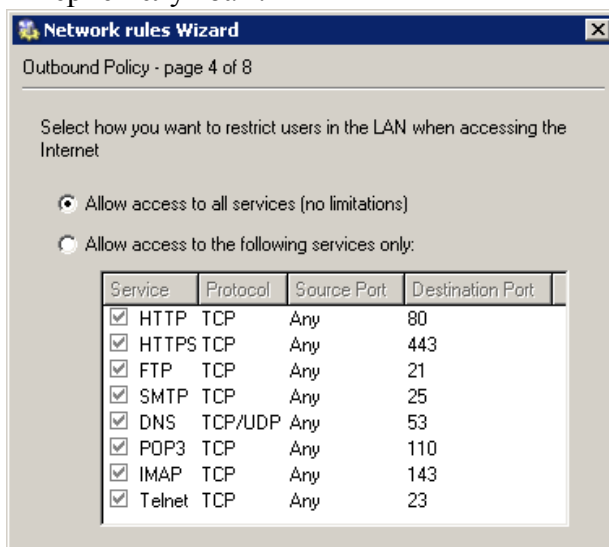 Network rules Wizard
Outbound Policy - page 4 of 8
Select how you want to restrict users in the LAN when accessing the
Internet
Allow access to all services (no limitations)
Allow access to the following services only:
Service Protocol Source Port Destination Port
HTTP TCP Any 80
HTTPS TCP Any 443
FTP TCP Any 21
SMTP TCP Any 25
DNS TCP/UDP Any 53
POP3 TCP Any 110
IMAP TCP Any 143
Telnet TCP Any 23